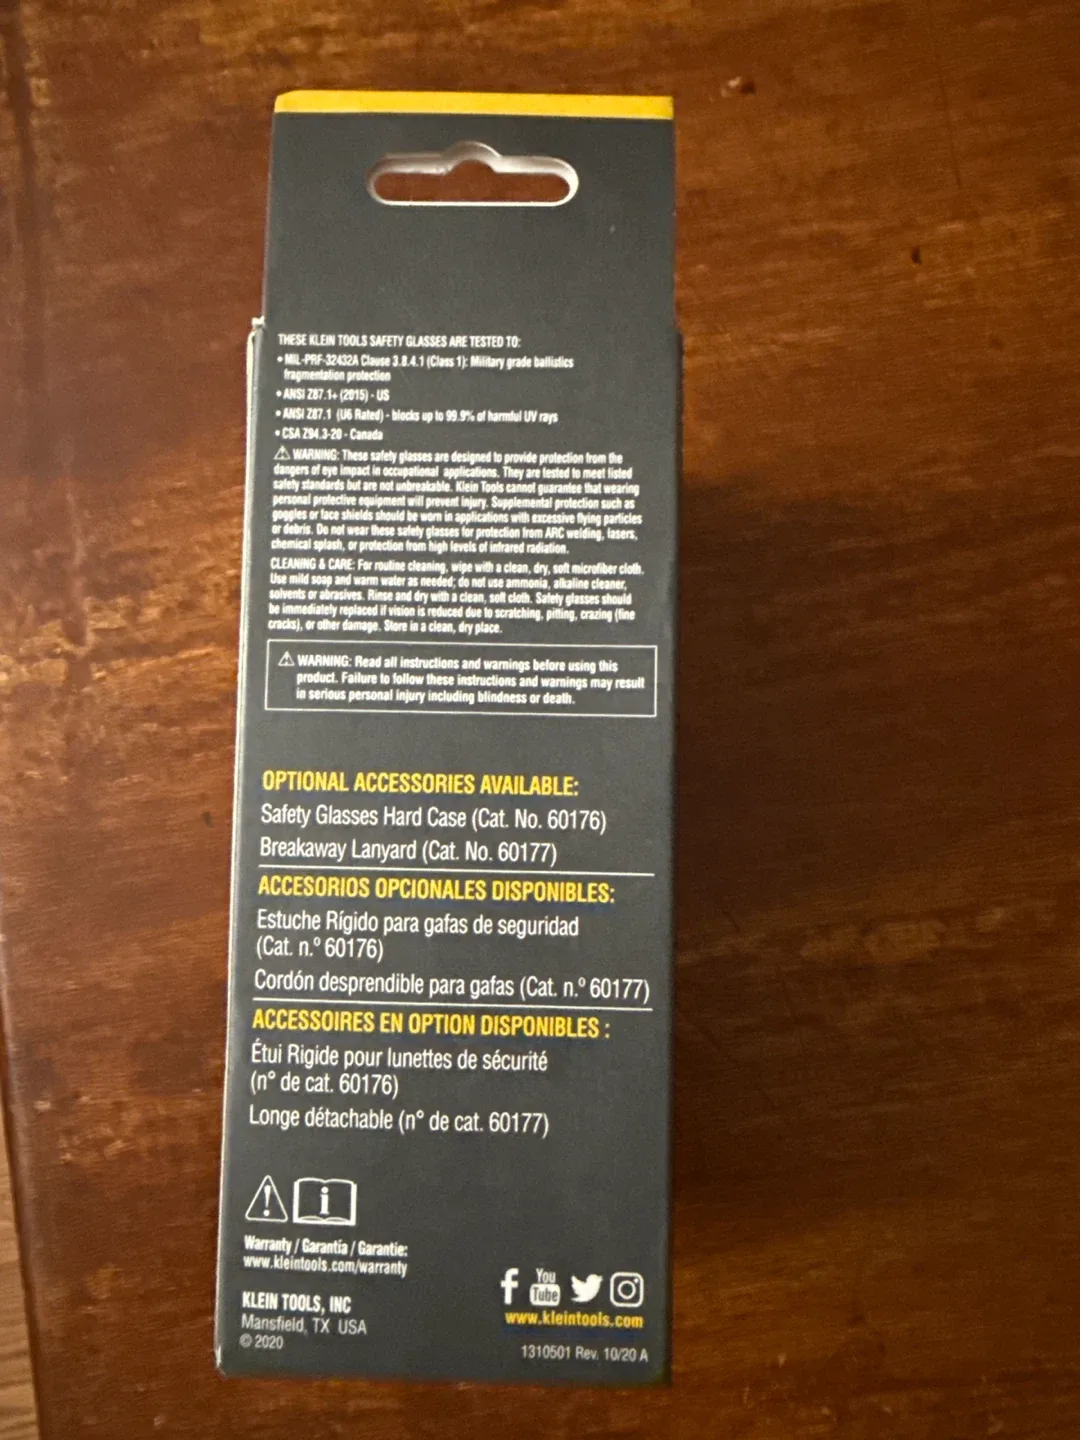 THESE KLEIN TOOLS SAFETY GLASSES ARE TESTED TO:
• MIL-PRF-32432A Clause 3.8.4.1 (Class 1): Military grade ballistics
fragmentation protection
• ANSI Z87.1+ (2015) - US
• ANSI Z87.1 (U6 Rated) - blocks up to 99.9% of harmful UV rays
• CSA Z94.3-20 - Canada
⚠ WARNING: These safety glasses are designed to provide protection from the
dangers of eye impact in occupational applications. They are tested to meet listed
safety standards but are not unbreakable. Klein Tools cannot guarantee that wearing
personal protective equipment will prevent injury. Supplemental protection such as
goggles or face shields should be worn in applications with excessive flying particles
or debris. Do not wear these safety glasses for protection from ARC welding, lasers,
chemical splash, or protection from high levels of infrared radiation.
CLEANING & CARE: For routine cleaning, wipe with a clean, dry, soft microfiber cloth.
Use mild soap and warm water as needed; do not use ammonia, alkaline cleaner,
solvents or abrasives. Rinse and dry with a clean, soft cloth. Safety glasses should
be immediately replaced if vision is reduced due to scratching, pitting, crazing (fine
cracks), or other damage. Store in a clean, dry place.
⚠ WARNING: Read all instructions and warnings before using this
product. Failure to follow these instructions and warnings may result
in serious personal injury including blindness or death.
OPTIONAL ACCESSORIES AVAILABLE:
Safety Glasses Hard Case (Cat. No. 60176)
Breakaway Lanyard (Cat. No. 60177)
ACCESORIOS OPCIONALES DISPONIBLES:
Estuche Rígido para gafas de seguridad
(Cat. n.º 60176)
Cordón desprendible para gafas (Cat. n.º 60177)
ACCESSOIRES EN OPTION DISPONIBLES :
Étui Rigide pour lunettes de sécurité
(n° de cat. 60176)
Longe détachable (n° de cat. 60177)
Warranty / Garantía / Garantie:
www.kleintools.com/warranty
KLEIN TOOLS, INC
Mansfield, TX USA
© 2020
You
Tube
www.kleintools.com
1310501 Rev. 10/20 A